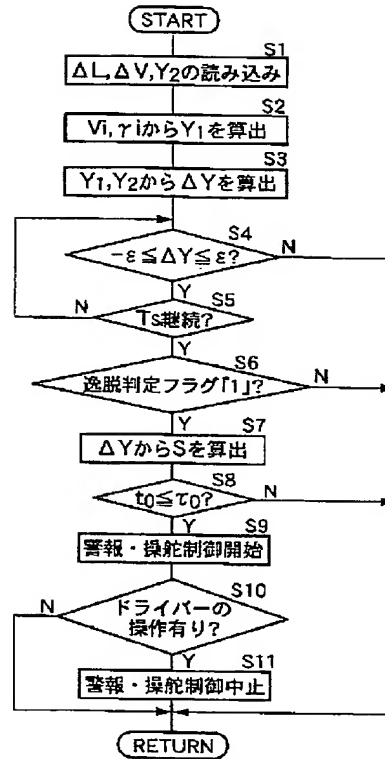 START
S1
ΔL,ΔV,Y₂の読み込み
S2
Vi,γiからY₁を算出
S3
Y₁,Y₂からΔYを算出
S4
-ε≦ΔY≦ε?
N
Y
S5
N
Ts継続?
Y
S6
逸脱判定フラグ「1」?
N
Y
S7
ΔYからSを算出
S8
t₀≦τ₀?
N
Y
S9
警報・操舵制御開始
S10
N
ドライバーの
操作有り?
Y
S11
警報・操舵制御中止
RETURN